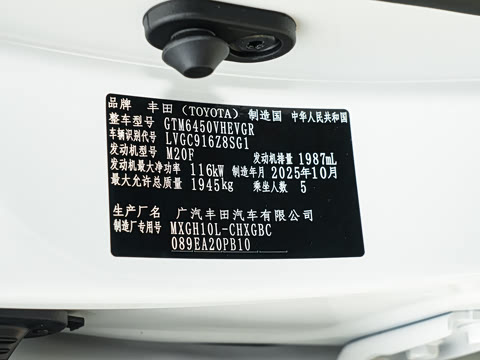 品牌 丰田(TOYOTA) 制造国 中华人民共和国
整车型号 GTM6450VHEVGR
车辆识别代号 LVGC916Z8SG1
发动机型号 M20F 发动机排量 1987mL
发动机最大净功率 116kW 制造年月 2025年10月
最大允许总质量 1945kg 乘坐人数 5
生产厂名 广汽丰田汽车有限公司
制造厂专用号 MXGH10L-CHXGBC
089EA20PB10